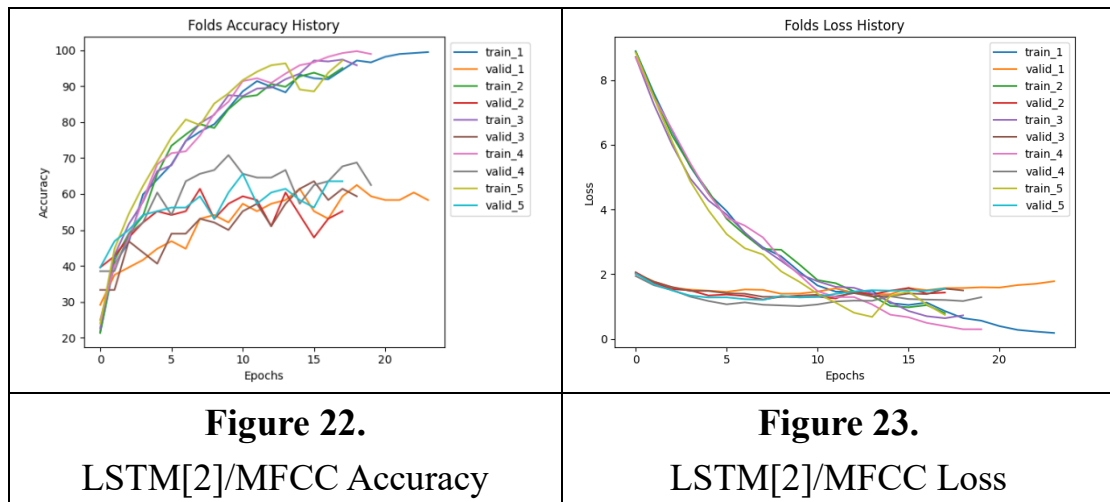 Folds Accuracy History
100
90
80
70
60
50
40
30
20
Accuracy
0
5
10
15
20
Epochs
train_1
valid_1
train_2
valid_2
train_3
valid_3
train_4
valid_4
train_5
valid_5
Folds Loss History
8
6
4
2
0
Loss
0
5
10
15
20
Epochs
train_1
valid_1
train_2
valid_2
train_3
valid_3
train_4
valid_4
train_5
valid_5
Figure 22.
LSTM[2]/MFCC Accuracy
Figure 23.
LSTM[2]/MFCC Loss